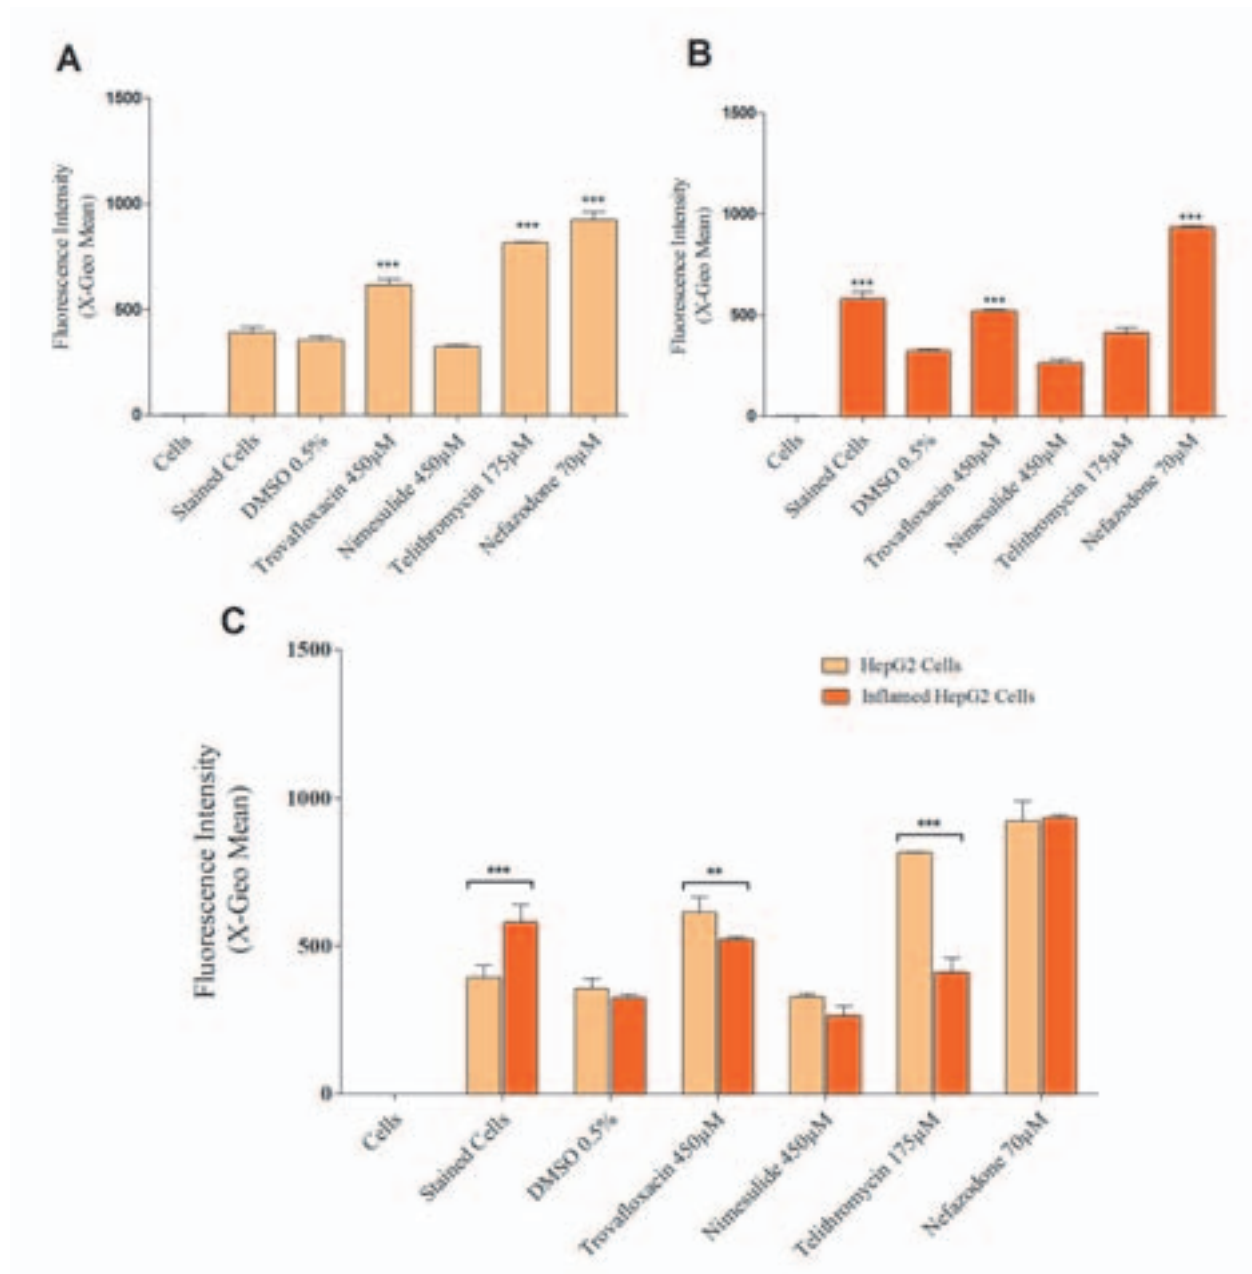 A
1500
1000
500
0
Fluorescence Intensity
(X-Geo Mean)
***
***
***
Cells
Stained Cells
DMSO 0.5%
Trovafloxacin 450µM
Nimesulide 450µM
Telithromycin 175µM
Nefazodone 70µM
B
1500
1000
500
0
Fluorescence Intensity
(X-Geo Mean)
***
***
***
Cells
Stained Cells
DMSO 0.5%
Trovafloxacin 450µM
Nimesulide 450µM
Telithromycin 175µM
Nefazodone 70µM
C
1500
1000
500
0
Fluorescence Intensity
(X-Geo Mean)
HepG2 Cells
Inflamed HepG2 Cells
***
**
***
Cells
Stained Cells
DMSO 0.5%
Trovafloxacin 450µM
Nimesulide 450µM
Telithromycin 175µM
Nefazodone 70µM